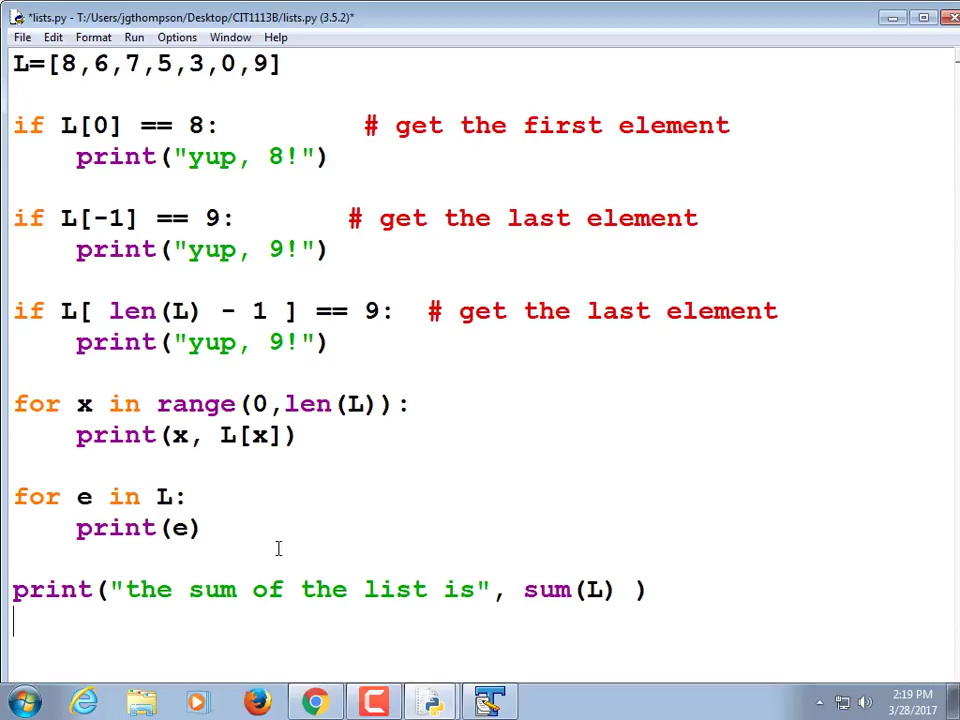 *lists.py - T:/Users/jgthompson/Desktop/CIT1113B/lists.py (3.5.2)*
File Edit Format Run Options Window Help
L=[8,6,7,5,3,0,9]
if L[0] == 8:         # get the first element
    print("yup, 8!")
if L[-1] == 9:       # get the last element
    print("yup, 9!")
if L[ len(L) - 1 ] == 9:  # get the last element
    print("yup, 9!")
for x in range(0,len(L)):
    print(x, L[x])
for e in L:
    print(e)
print("the sum of the list is", sum(L) )
2:19 PM
3/28/2017